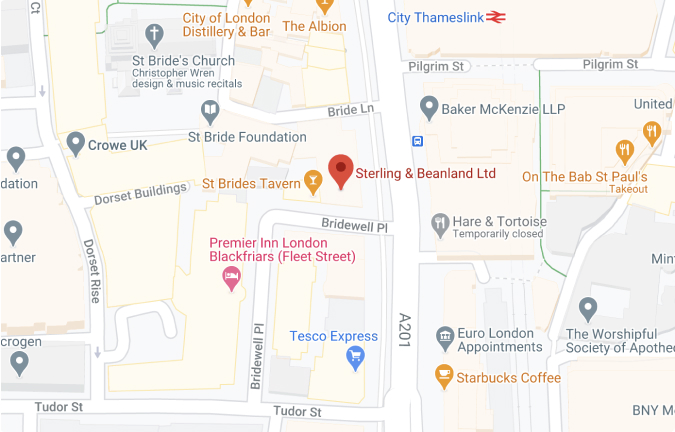 Ct
City of London
Distillery & Bar
The Albion
City Thameslink
St Bride's Church
Christopher Wren
design & music recitals
Pilgrim St
Pilgrim St
Bride Ln
Baker McKenzie LLP
United
St Bride Foundation
Crowe UK
dation
St Brides Tavern
Sterling & Beanland Ltd
On The Bab St Paul's
Takeout
Dorset Buildings
Bridewell Pl
Hare & Tortoise
Temporarily closed
artner
Premier Inn London
Blackfriars (Fleet Street)
Dorset Rise
Mint
A201
Tesco Express
Euro London
Appointments
The Worshipful
Society of Apothe
crogen
Bridewell Pl
Starbucks Coffee
Tudor St
Tudor St
BNY M